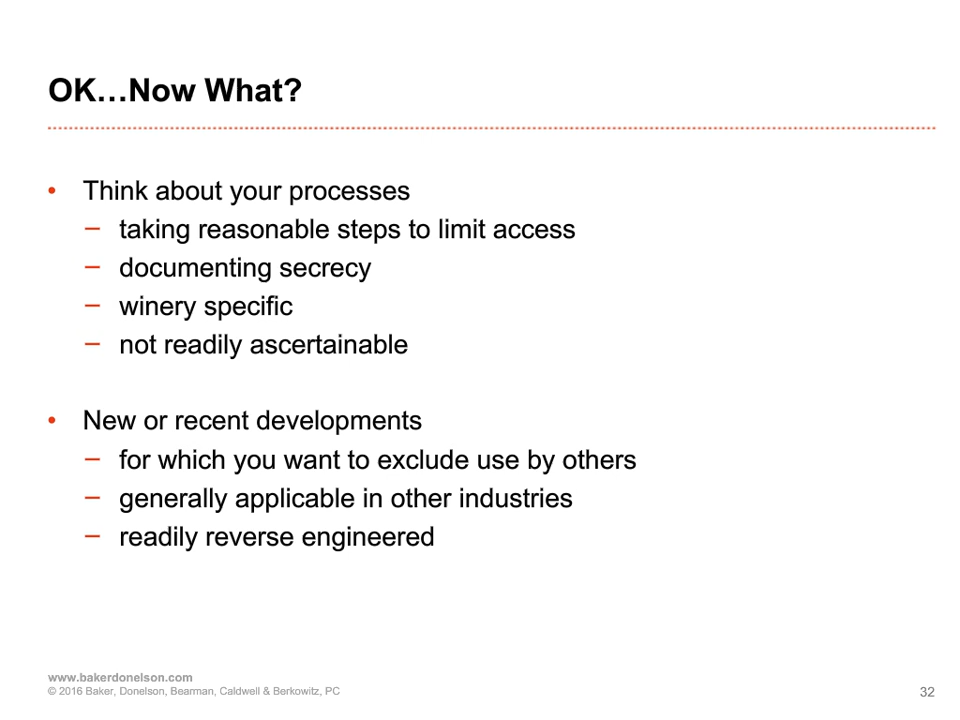 OK…Now What?
• Think about your processes
– taking reasonable steps to limit access
– documenting secrecy
– winery specific
– not readily ascertainable
• New or recent developments
– for which you want to exclude use by others
– generally applicable in other industries
– readily reverse engineered
www.bakerdonelson.com
© 2016 Baker, Donelson, Bearman, Caldwell & Berkowitz, PC
32